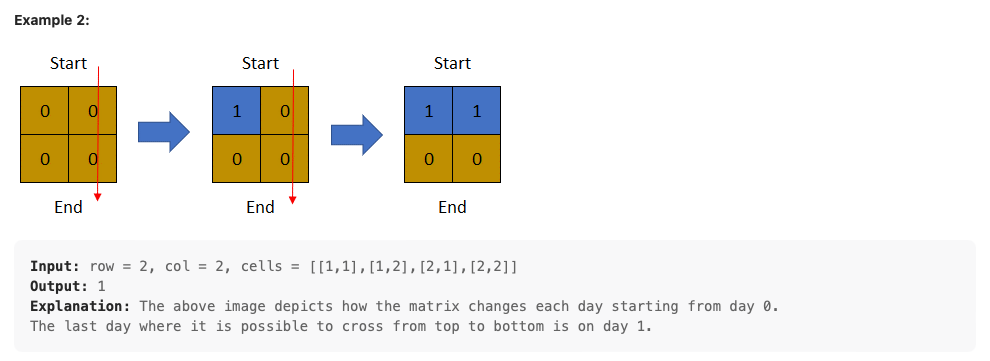 Example 2:
Start Start Start
0 0 1 0 1 1
0 0 0 0 0 0
End End End
Input: row = 2, col = 2, cells = [[1,1],[1,2],[2,1],[2,2]]
Output: 1
Explanation: The above image depicts how the matrix changes each day starting from day 0.
The last day where it is possible to cross from top to bottom is on day 1.